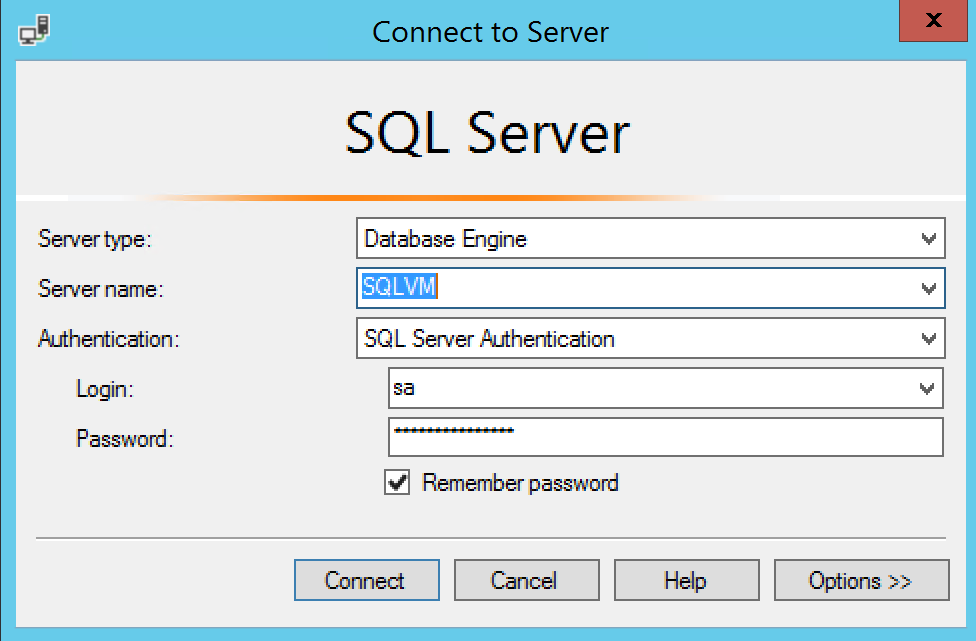 Connect to Server
x
SQL Server
Server type: Database Engine
Server name: SQLVM
Authentication: SQL Server Authentication
Login: sa
Password: ***************
Remember password
Connect Cancel Help Options >>